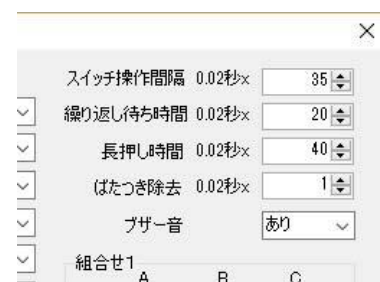 スイッチ操作間隔 0.02秒x 35
繰り返し待ち時間 0.02秒x 20
長押し時間 0.02秒x 40
ばたつき除去 0.02秒x 1
ブザー音 あり
組合せ1
A B C